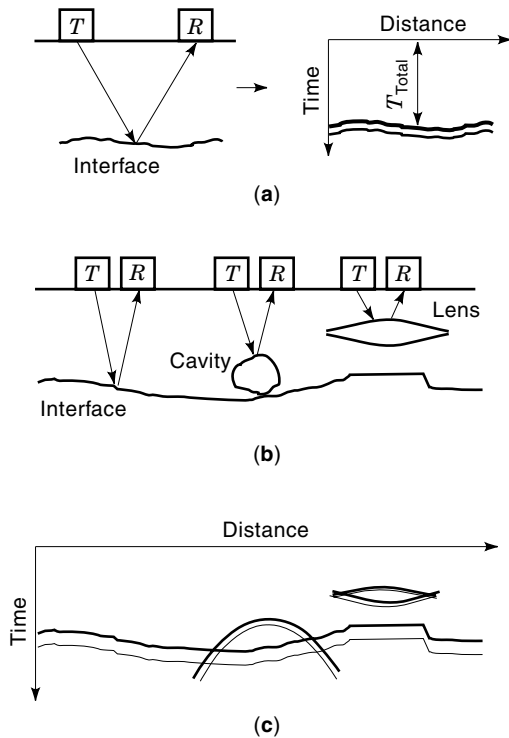 T R
Distance
Time
T_Total
Interface
(a)
T R T R T R
Lens
Cavity
Interface
(b)
Distance
Time
(c)